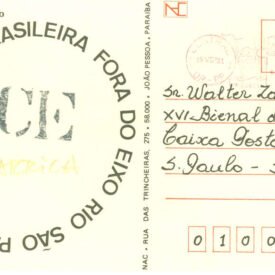 BRASILEIRA FORA DO EIXO RIO SÃO P
CE
NAC - RUA DAS TRINCHEIRAS, 275 - 58.000 - JOÃO PESSOA - PARAÍBA
NC
Sr. Walter Za
XVI Bienal d
Caixa Posta
S. Paulo - S
0 1 0 0